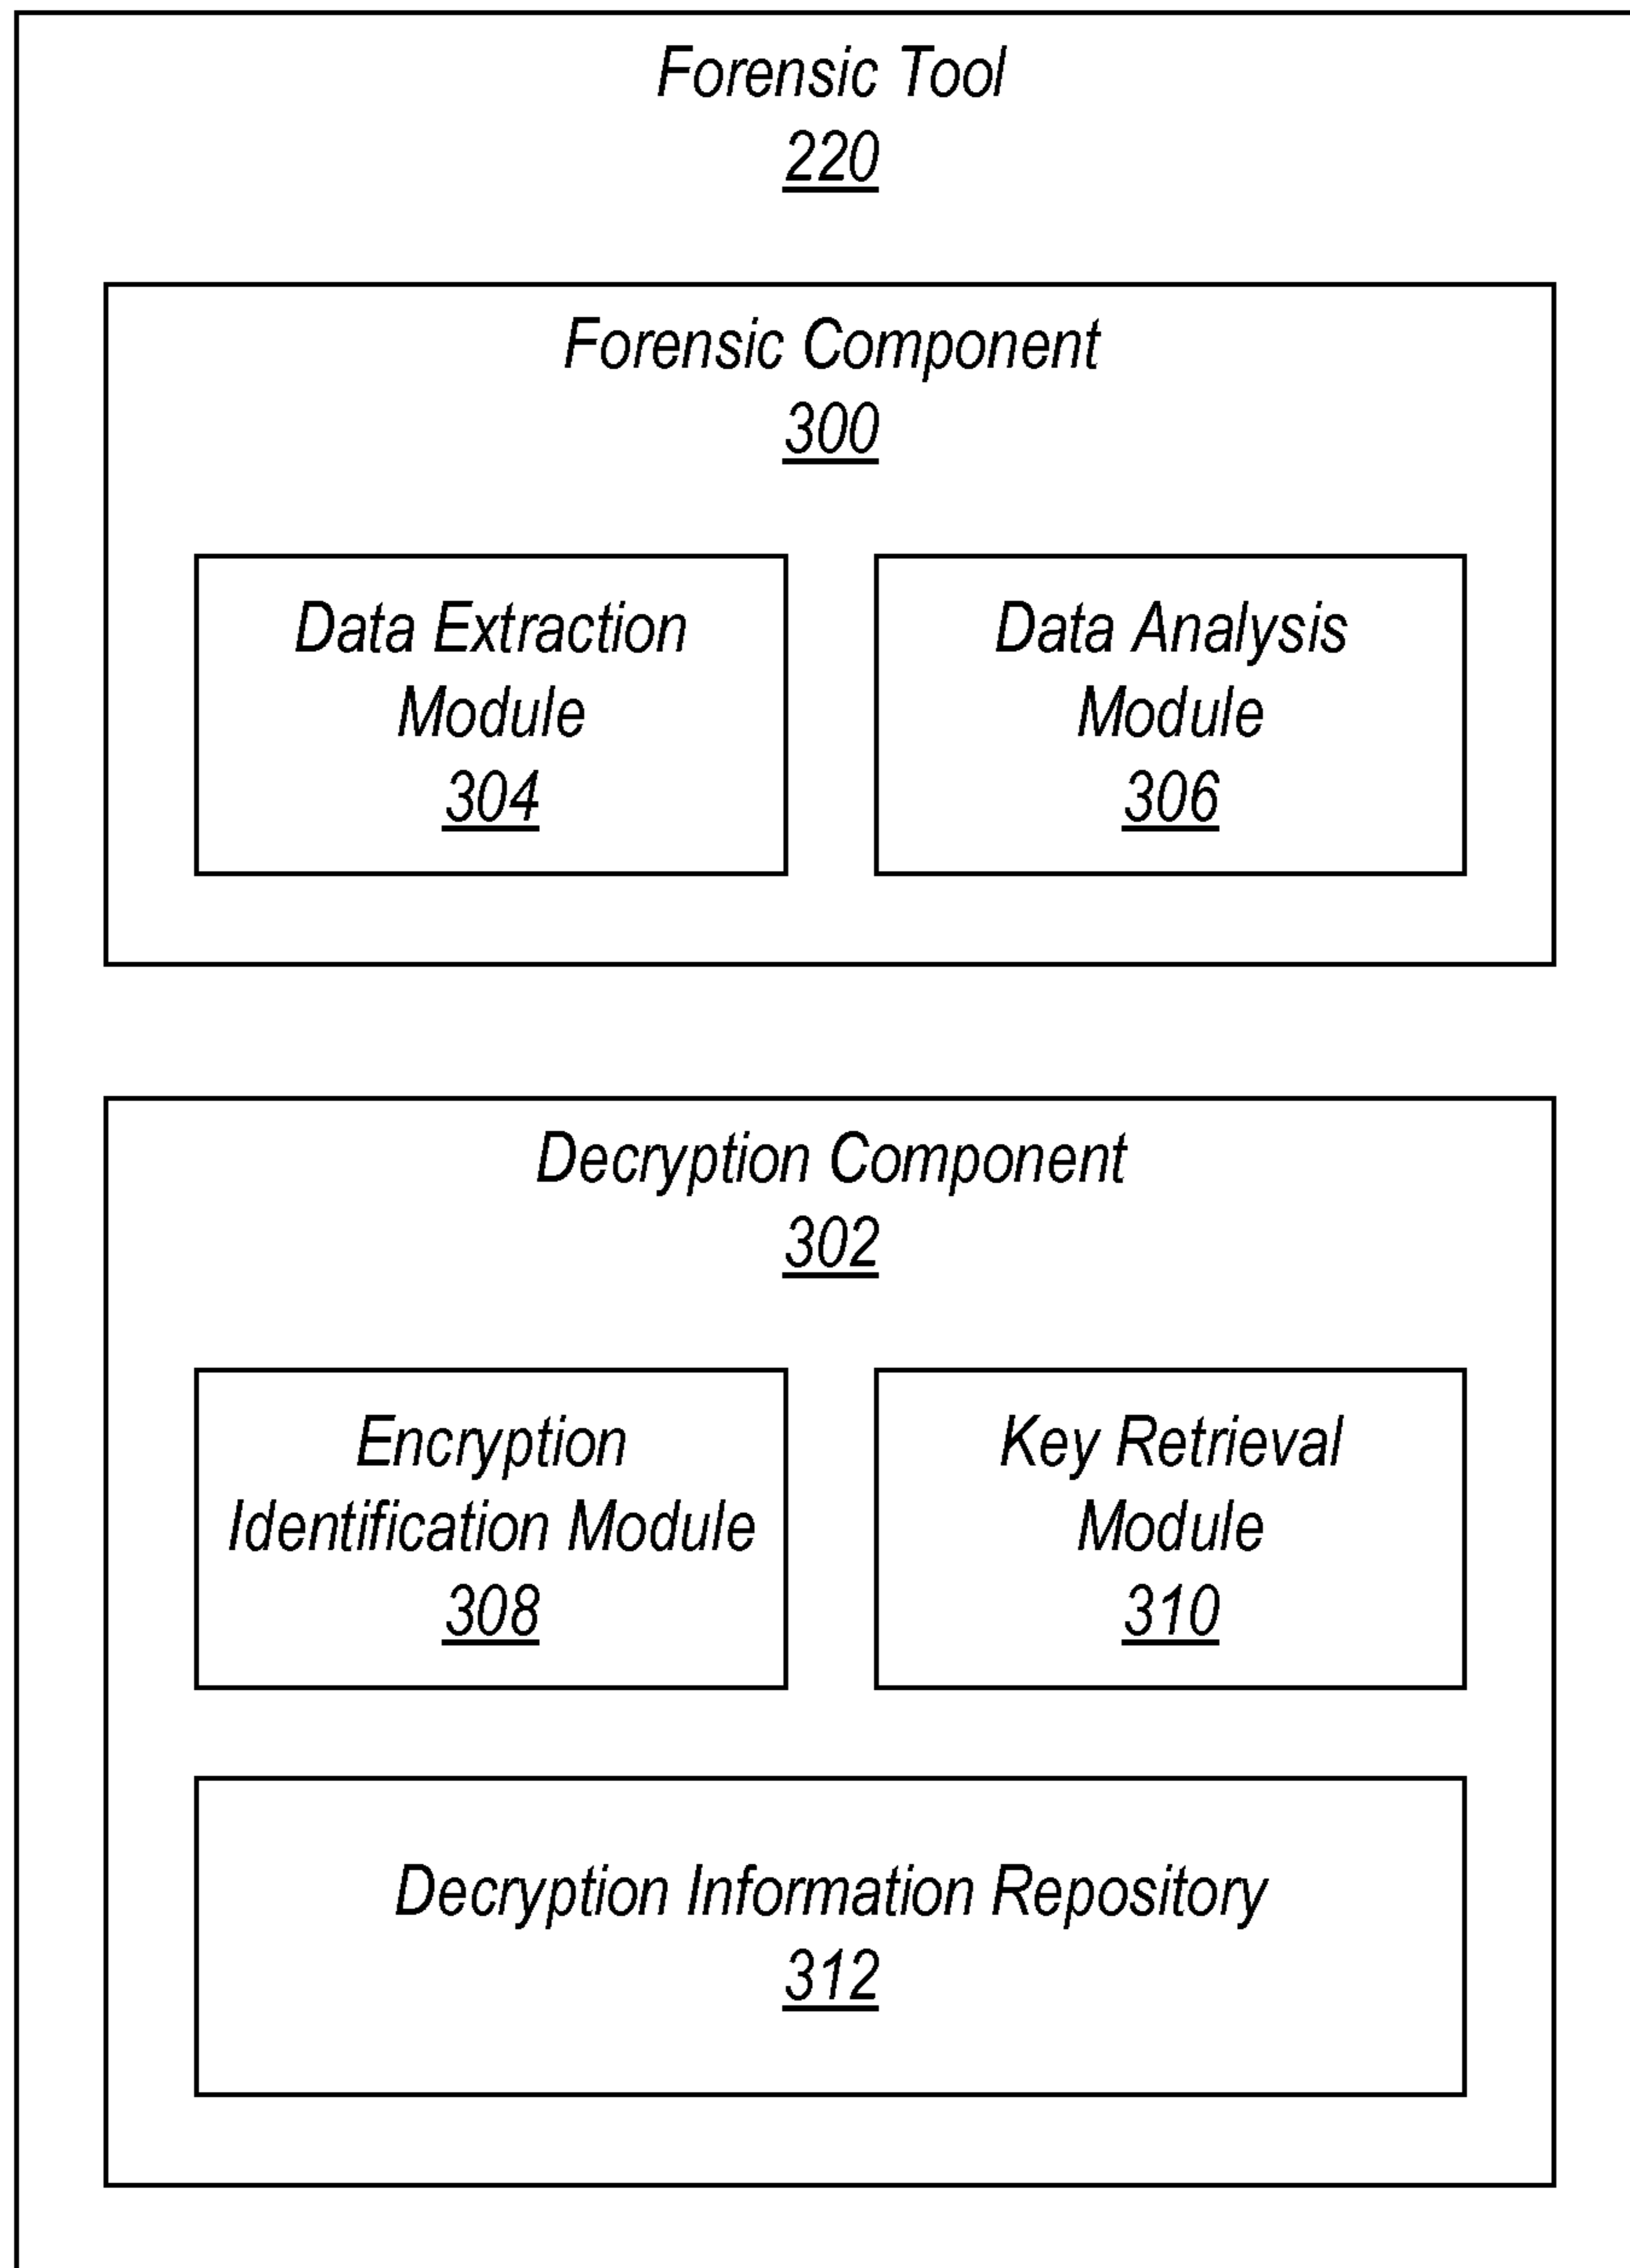 Forensic Tool
220
Forensic Component
300
Data Extraction
Module
304
Data Analysis
Module
306
Decryption Component
302
Encryption
Identification Module
308
Key Retrieval
Module
310
Decryption Information Repository
312